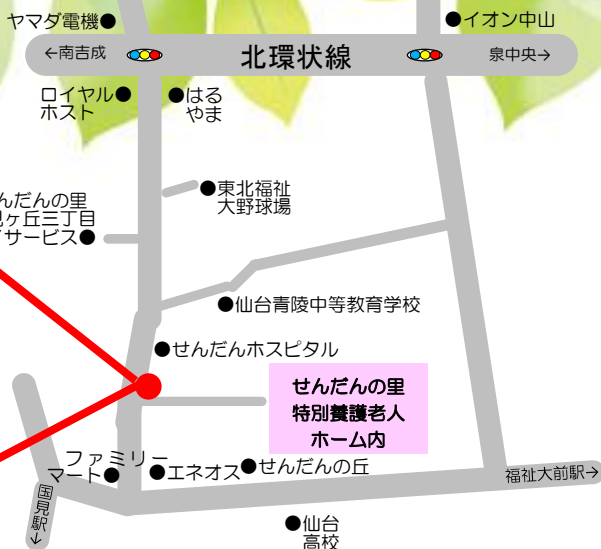 ヤマダ電機●
●イオン中山
←南吉成
北環状線
泉中央→
ロイヤル●
ホスト
●はる
やま
●東北福祉
大野球場
んだんの里
見ヶ丘三丁目
イサービス●
●仙台青陵中等教育学校
●せんだんホスピタル
せんだんの里
特別養護老人
ホーム内
ファミリー
マート●
●エネオス
●せんだんの丘
福祉大前駅→
国見駅→
●仙台
高校